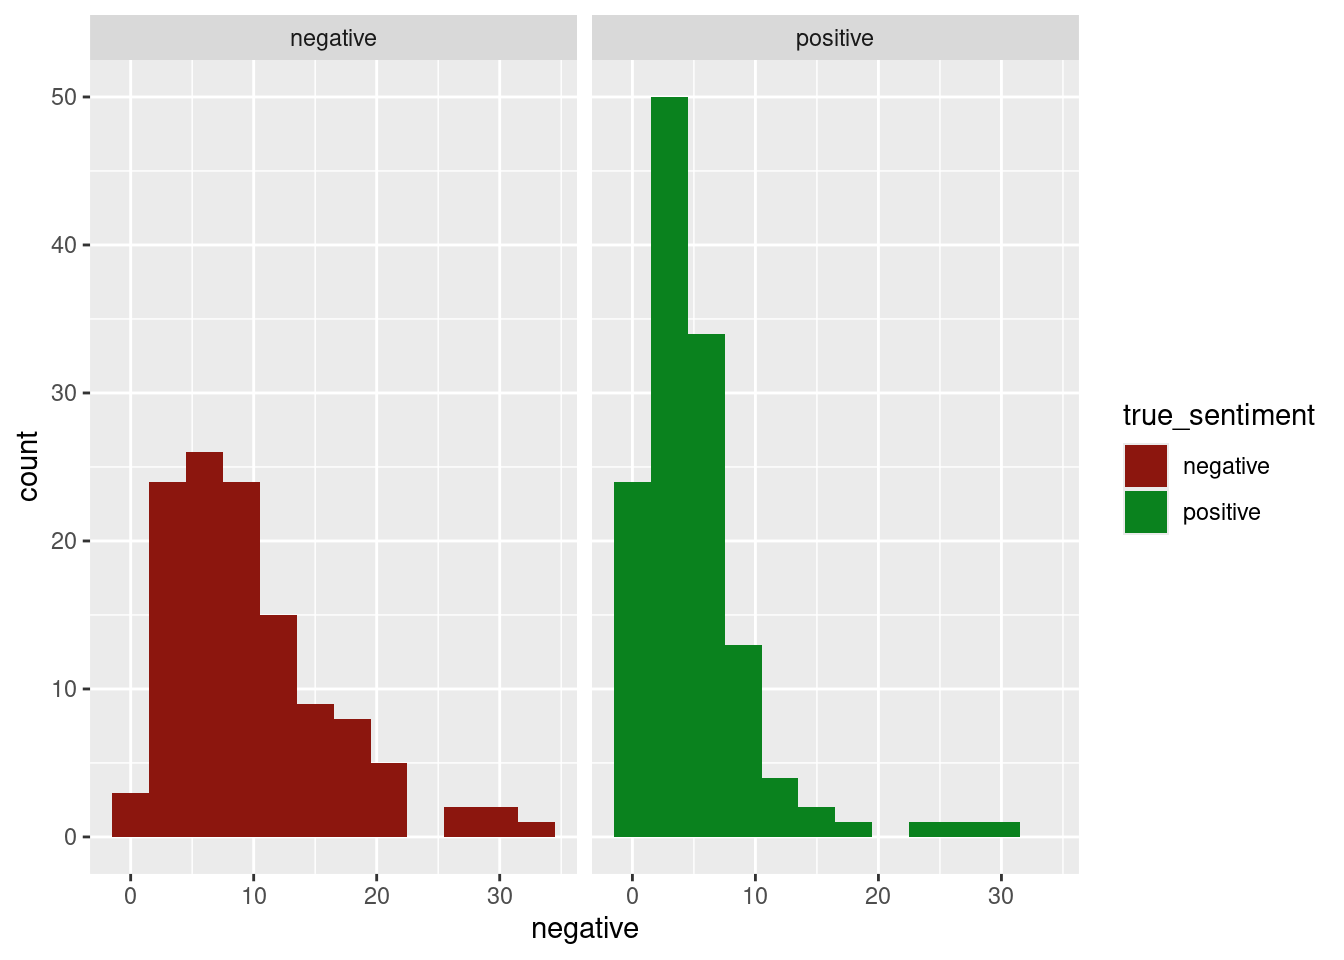 negative
positive
50
40
30
20
10
0
count
0 10 20 30
0 10 20 30
negative
true_sentiment
negative
positive